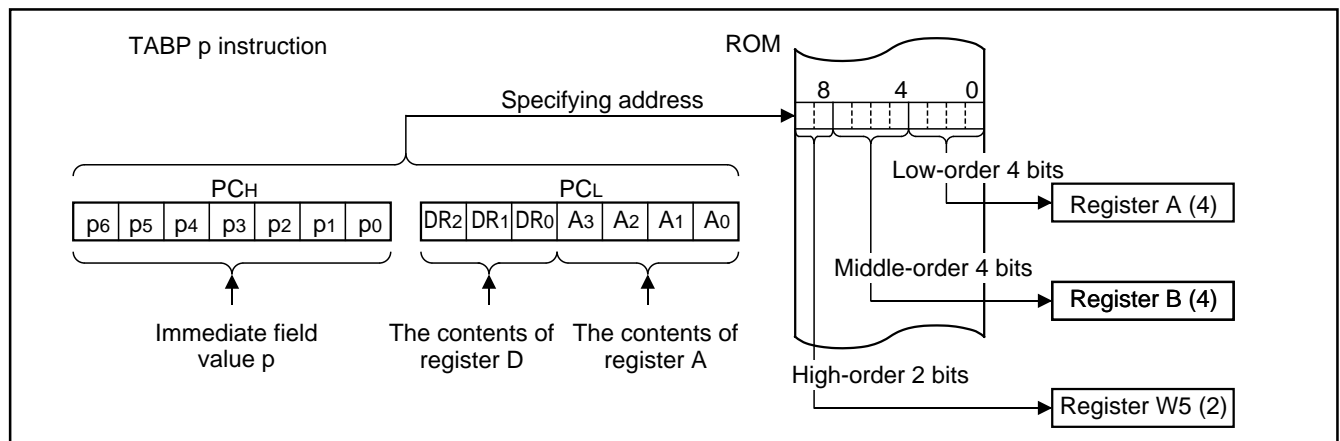 TABP p instruction
ROM
8 4 0
Specifying address
PCH PCL
Low-order 4 bits
p6 p5 p4 p3 p2 p1 p0 DR2 DR1 DR0 A3 A2 A1 A0
Register A (4)
Middle-order 4 bits
Register B (4)
Immediate field
value p
The contents of
register D
The contents of
register A
High-order 2 bits
Register W5 (2)